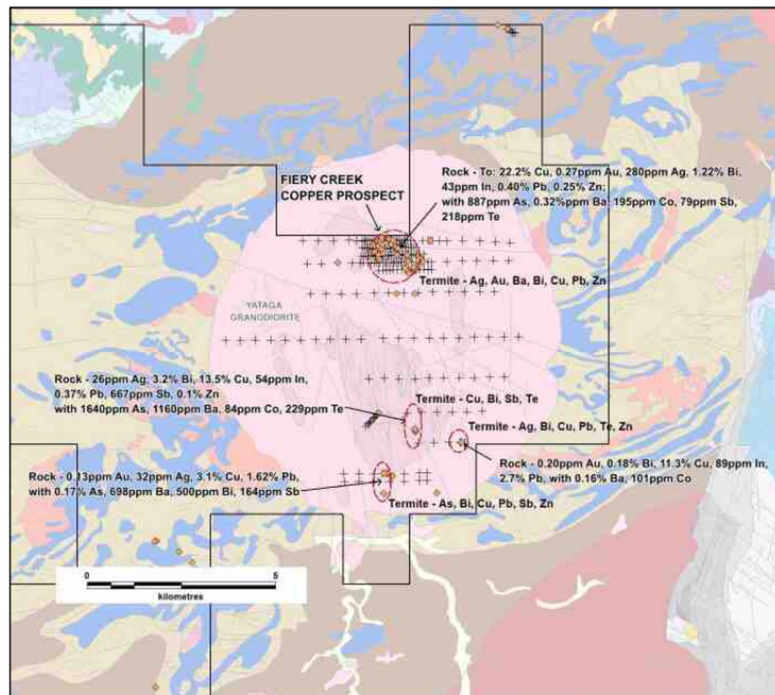 FIERY CREEK
COPPER PROSPECT
Rock - To: 22.2% Cu, 0.27ppm Au, 280ppm Ag, 1.22% Bi,
43ppm In, 0.40% Pb, 0.25% Zn;
with 887ppm As, 0.32%ppm Ba, 195ppm Co, 79ppm Sb,
218ppm Te
Termite - Ag, Au, Ba, Bi, Cu, Pb, Zn
YATAGA
GRANODIORITE
Rock - 26ppm Ag, 3.2% Bi, 13.5% Cu, 54ppm In,
0.37% Pb, 667ppm Sb, 0.1% Zn
with 1640ppm As, 1160ppm Ba, 84ppm Co, 229ppm Te
Termite - Cu, Bi, Sb, Te
Termite - Ag, Bi, Cu, Pb, Te, Zn
Rock - 0.20ppm Au, 0.18% Bi, 11.3% Cu, 89ppm In,
2.7% Pb, with 0.16% Ba, 101ppm Co
Rock - 0.13ppm Au, 32ppm Ag, 3.1% Cu, 1.62% Pb,
with 0.17% As, 698ppm Ba, 500ppm Bi, 164ppm Sb
Termite - As, Bi, Cu, Pb, Sb, Zn
0 5
kilometres